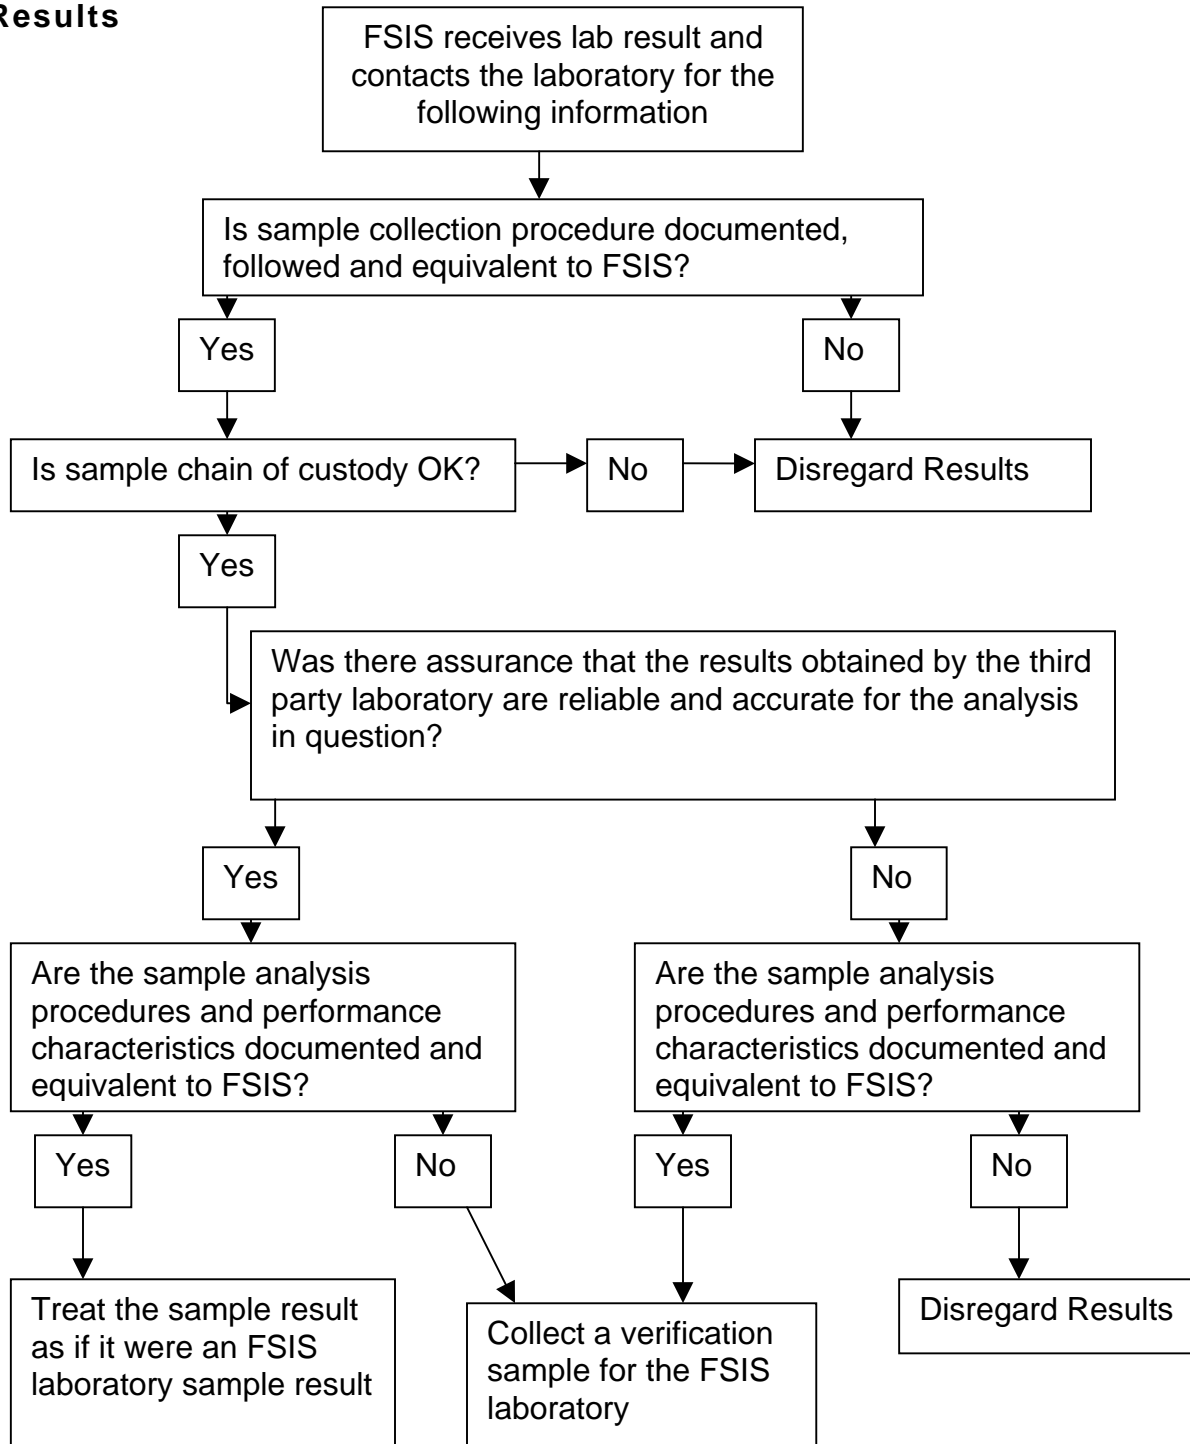 Results
FSIS receives lab result and
contacts the laboratory for the
following information
Is sample collection procedure documented,
followed and equivalent to FSIS?
Yes
No
Is sample chain of custody OK?
No
Disregard Results
Yes
Was there assurance that the results obtained by the third
party laboratory are reliable and accurate for the analysis
in question?
Yes
No
Are the sample analysis
procedures and performance
characteristics documented and
equivalent to FSIS?
Are the sample analysis
procedures and performance
characteristics documented and
equivalent to FSIS?
Yes
No
Yes
No
Treat the sample result
as if it were an FSIS
laboratory sample result
Collect a verification
sample for the FSIS
laboratory
Disregard Results